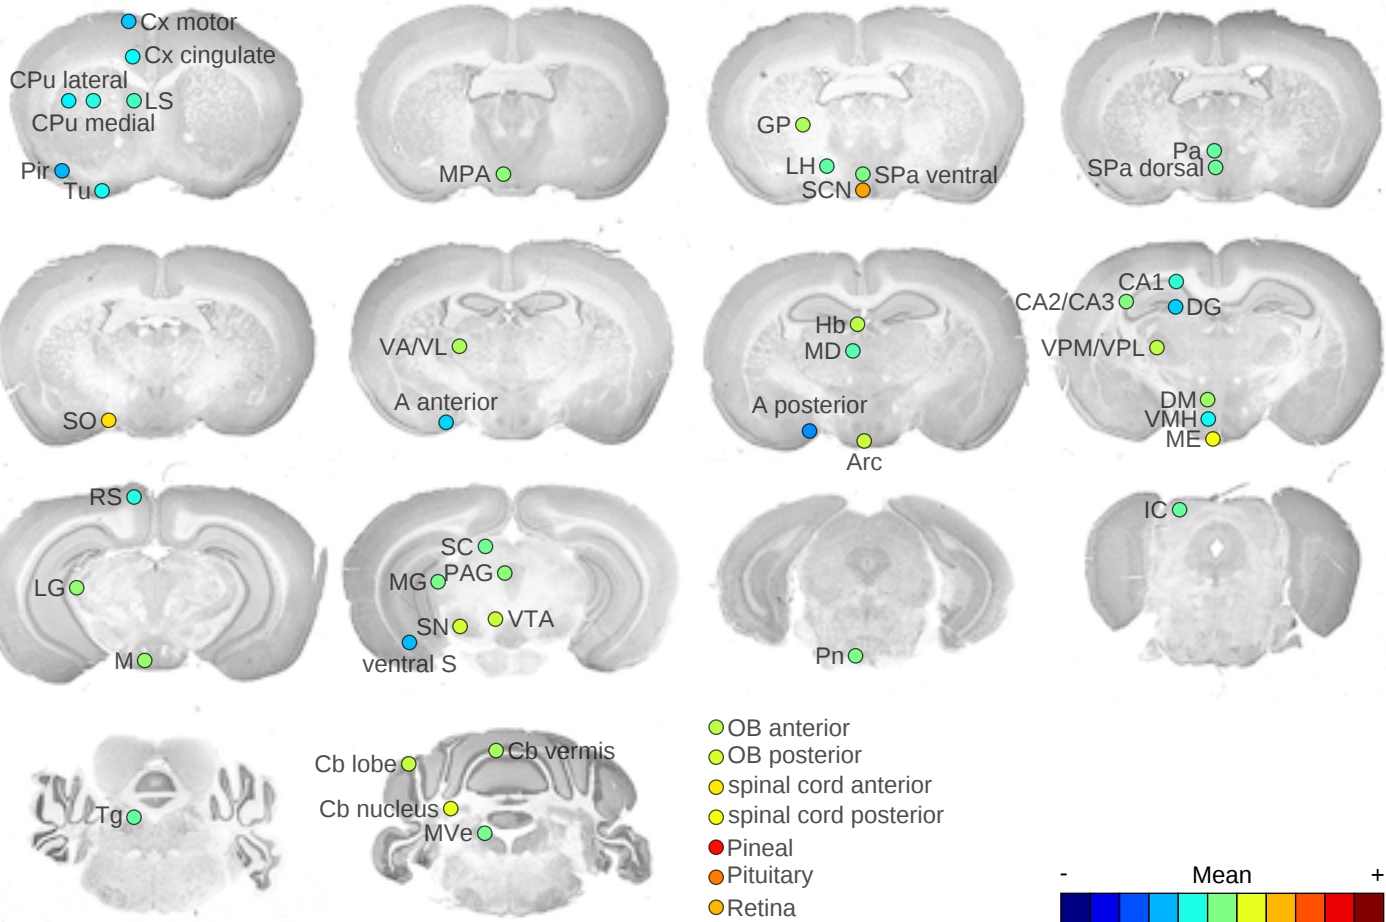 Cx motor
Cx cingulate
CPu lateral
LS
CPu medial
Pir
Tu
MPA
GP
LH
SPa ventral
SCN
Pa
SPa dorsal
SO
VA/VL
A anterior
Hb
MD
A posterior
Arc
CA1
CA2/CA3
DG
VPM/VPL
DM
VMH
ME
RS
LG
M
SC
MG
PAG
SN
VTA
ventral S
Pn
IC
Tg
Cb lobe
Cb vermis
Cb nucleus
MVe
OB anterior
OB posterior
spinal cord anterior
spinal cord posterior
Pineal
Pituitary
Retina
- Mean +